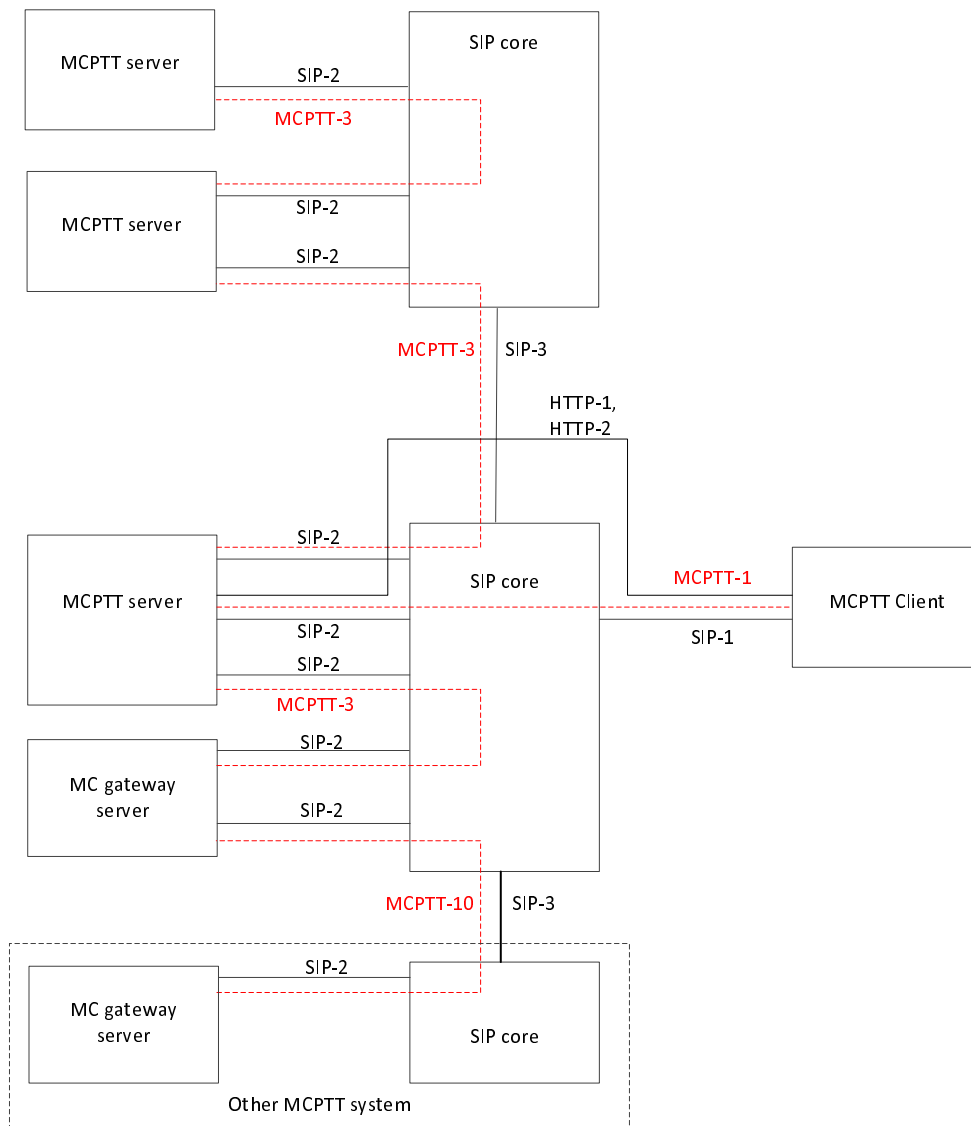 SIP core
MCPTT server
SIP-2
MCPTT-3
SIP-2
MCPTT server
SIP-2
MCPTT-3
SIP-3
HTTP-1,
HTTP-2
SIP-2
SIP core
MCPTT-1
MCPTT server
MCPTT Client
SIP-2
SIP-1
SIP-2
MCPTT-3
SIP-2
MC gateway
server
SIP-2
MCPTT-10
SIP-3
SIP-2
MC gateway
server
SIP core
Other MCPTT system